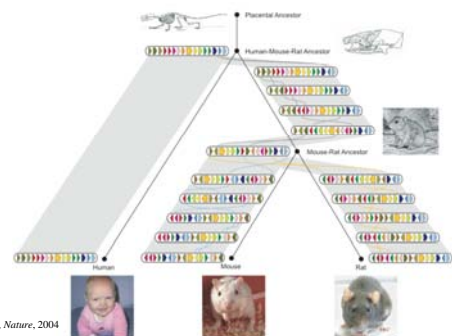 Placental Ancestor
Human-Mouse-Rat Ancestor
Mouse-Rat Ancestor
Human
Mouse
Rat
, Nature, 2004